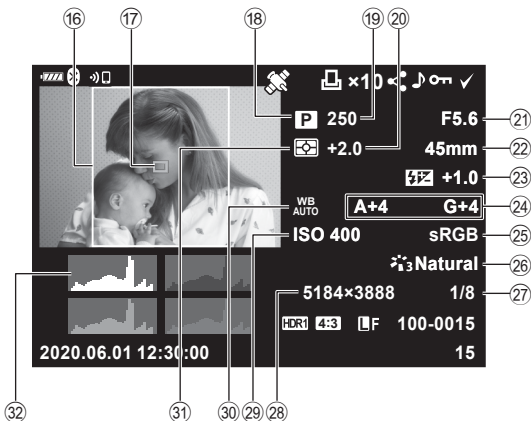 ⑯ ⑰ ⑱ ⑲ ⑳
×10
P 250 F5.6 ㉑
+2.0 45mm ㉒
+1.0 ㉓
WB AUTO A+4 G+4 ㉔
ISO 400 sRGB ㉕
3 Natural ㉖
5184×3888 1/8 ㉗
HDR1 4:3 L F 100-0015
2020.06.01 12:30:00 15
㉜ ㉛ ㉚ ㉙ ㉘